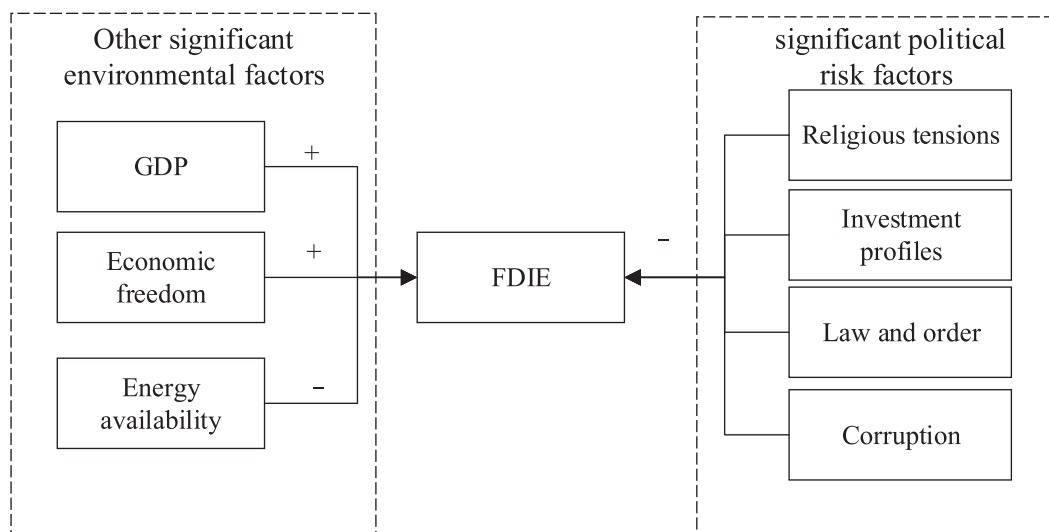 Other significant
environmental factors
GDP
+
Economic
freedom
+
Energy
availability
−
FDIE
−
significant political
risk factors
Religious tensions
Investment
profiles
Law and order
Corruption